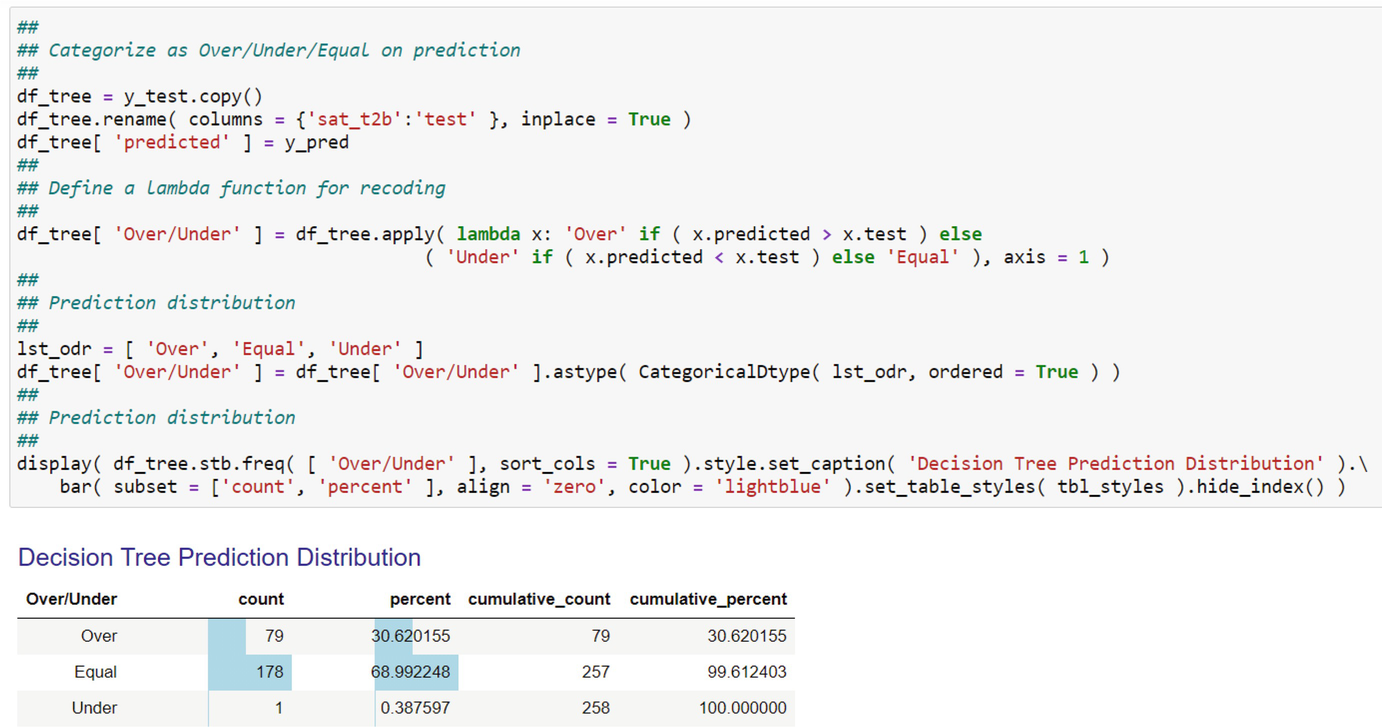 ##
## Categorize as Over/Under/Equal on prediction
##
df_tree = y_test.copy()
df_tree.rename( columns = {'sat_t2b':'test' }, inplace = True )
df_tree[ 'predicted' ] = y_pred
##
## Define a lambda function for recoding
##
df_tree[ 'Over/Under' ] = df_tree.apply( lambda x: 'Over' if ( x.predicted > x.test ) else
( 'Under' if ( x.predicted < x.test ) else 'Equal' ), axis = 1 )
##
## Prediction distribution
##
lst_odr = [ 'Over', 'Equal', 'Under' ]
df_tree[ 'Over/Under' ] = df_tree[ 'Over/Under' ].astype( CategoricalDtype( lst_odr, ordered = True ) )
##
## Prediction distribution
##
display( df_tree.stb.freq( [ 'Over/Under' ], sort_cols = True ).style.set_caption( 'Decision Tree Prediction Distribution' ).\
bar( subset = ['count', 'percent' ], align = 'zero', color = 'lightblue' ).set_table_styles( tbl_styles ).hide_index() )
Decision Tree Prediction Distribution
Over/Under count percent cumulative_count cumulative_percent
Over 79 30.620155 79 30.620155
Equal 178 68.992248 257 99.612403
Under 1 0.387597 258 100.000000